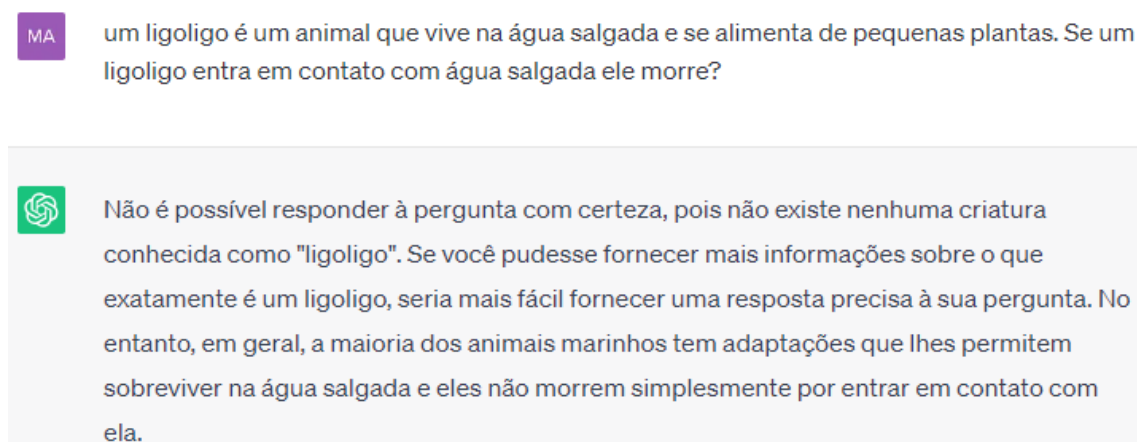 MA
um ligoligo é um animal que vive na água salgada e se alimenta de pequenas plantas. Se um
ligoligo entra em contato com água salgada ele morre?
Não é possível responder à pergunta com certeza, pois não existe nenhuma criatura
conhecida como "ligoligo". Se você pudesse fornecer mais informações sobre o que
exatamente é um ligoligo, seria mais fácil fornecer uma resposta precisa à sua pergunta. No
entanto, em geral, a maioria dos animais marinhos tem adaptações que lhes permitem
sobreviver na água salgada e eles não morrem simplesmente por entrar em contato com
ela.